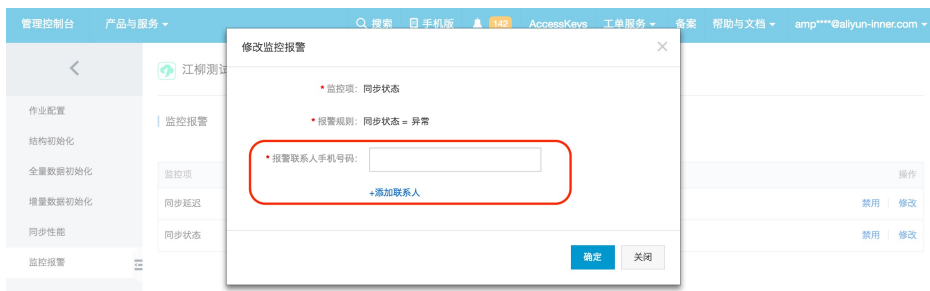 管理控制台 产品与服务 搜索 手机版 142 AccessKeys 工单服务 备案 帮助与文档 amp****@aliyun-inner.com
修改监控报警
江柳测试
* 监控项: 同步状态
作业配置
监控报警
* 报警规则: 同步状态 = 异常
结构初始化
* 报警联系人手机号码:
全量数据初始化
监控项 操作
+添加联系人
增量数据初始化
同步延迟 禁用 修改
同步性能
同步状态 禁用 修改
确定 关闭
监控报警